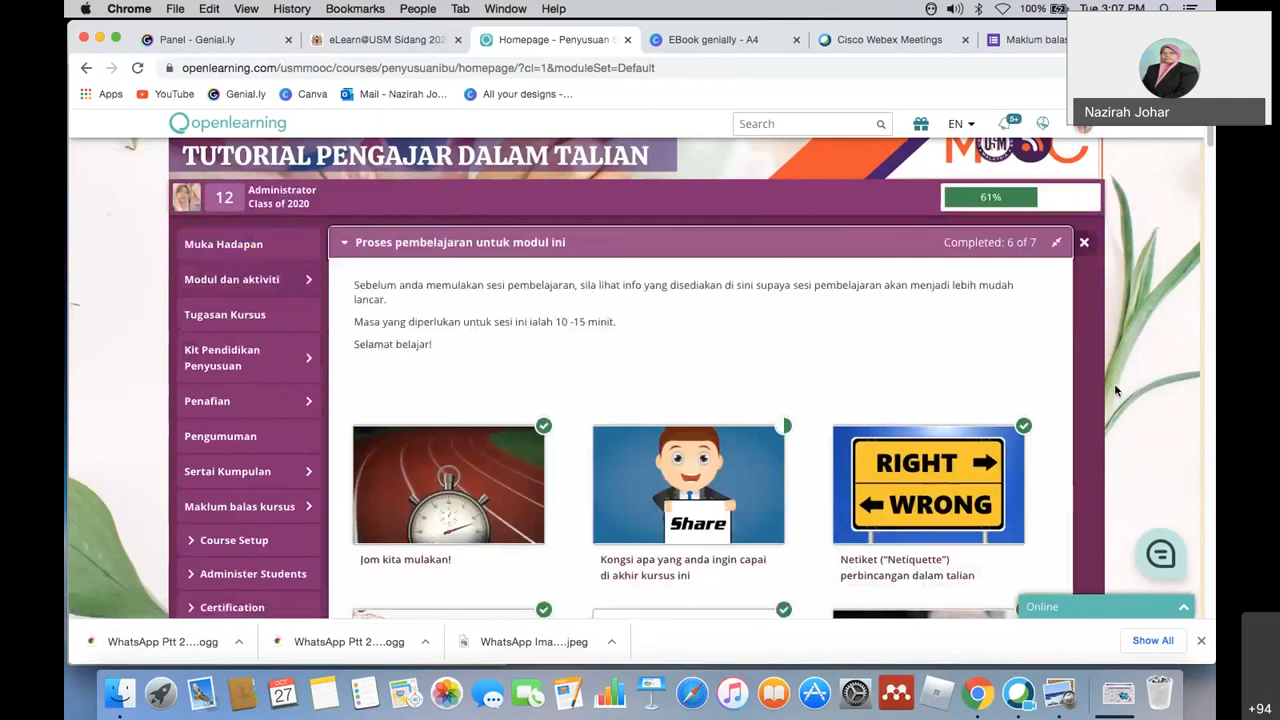 Chrome File Edit View History Bookmarks People Tab Window Help 100% Tue 3:07 PM
Panel - Genial.ly
eLearn@USM Sidang 202
Homepage - Penyusuan
EBook genially - A4
Cisco Webex Meetings
Maklum balas
openlearning.com/usmmooc/courses/penyusuanibu/homepage/?cl=1&moduleSet=Default
Apps YouTube Genial.ly Canva Mail - Nazirah Jo... All your designs -...
Nazirah Johar
openlearning
Search
EN
5+
TUTORIAL PENGAJAR DALAM TALIAN
12
Administrator
Class of 2020
61%
Muka Hadapan
Modul dan aktiviti
Tugasan Kursus
Kit Pendidikan
Penyusuan
Penafian
Pengumuman
Sertai Kumpulan
Maklum balas kursus
Course Setup
Administer Students
Certification
Proses pembelajaran untuk modul ini
Completed: 6 of 7
Sebelum anda memulakan sesi pembelajaran, sila lihat info yang disediakan di sini supaya sesi pembelajaran akan menjadi lebih mudah
lancar.
Masa yang diperlukan untuk sesi ini ialah 10 -15 minit.
Selamat belajar!
Share
RIGHT
WRONG
Jom kita mulakan!
Kongsi apa yang anda ingin capai
di akhir kursus ini
Netiket (“Netiquette”)
perbincangan dalam talian
Online
WhatsApp Ptt 2....ogg
WhatsApp Ptt 2....ogg
WhatsApp Ima....jpeg
Show All
OCT
27
+94